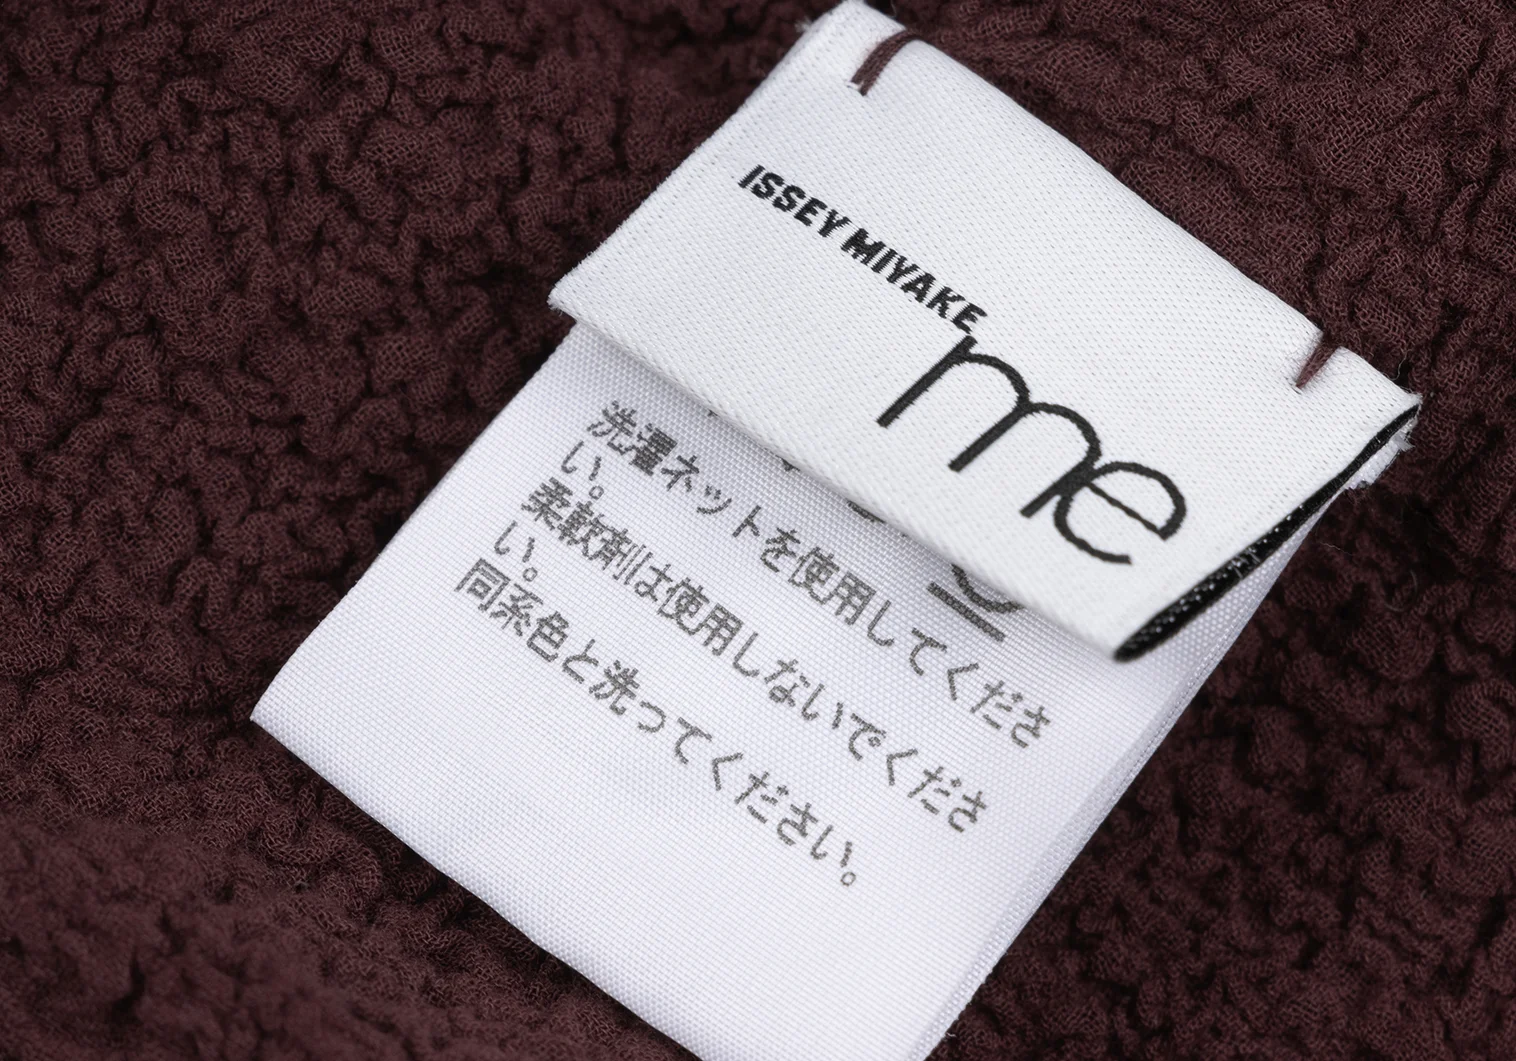 ISSEY MIYAKE
me
洗濯ネットを使用してくださ
い。
柔軟剤は使用しないでくださ
い。
同系色と洗ってください。